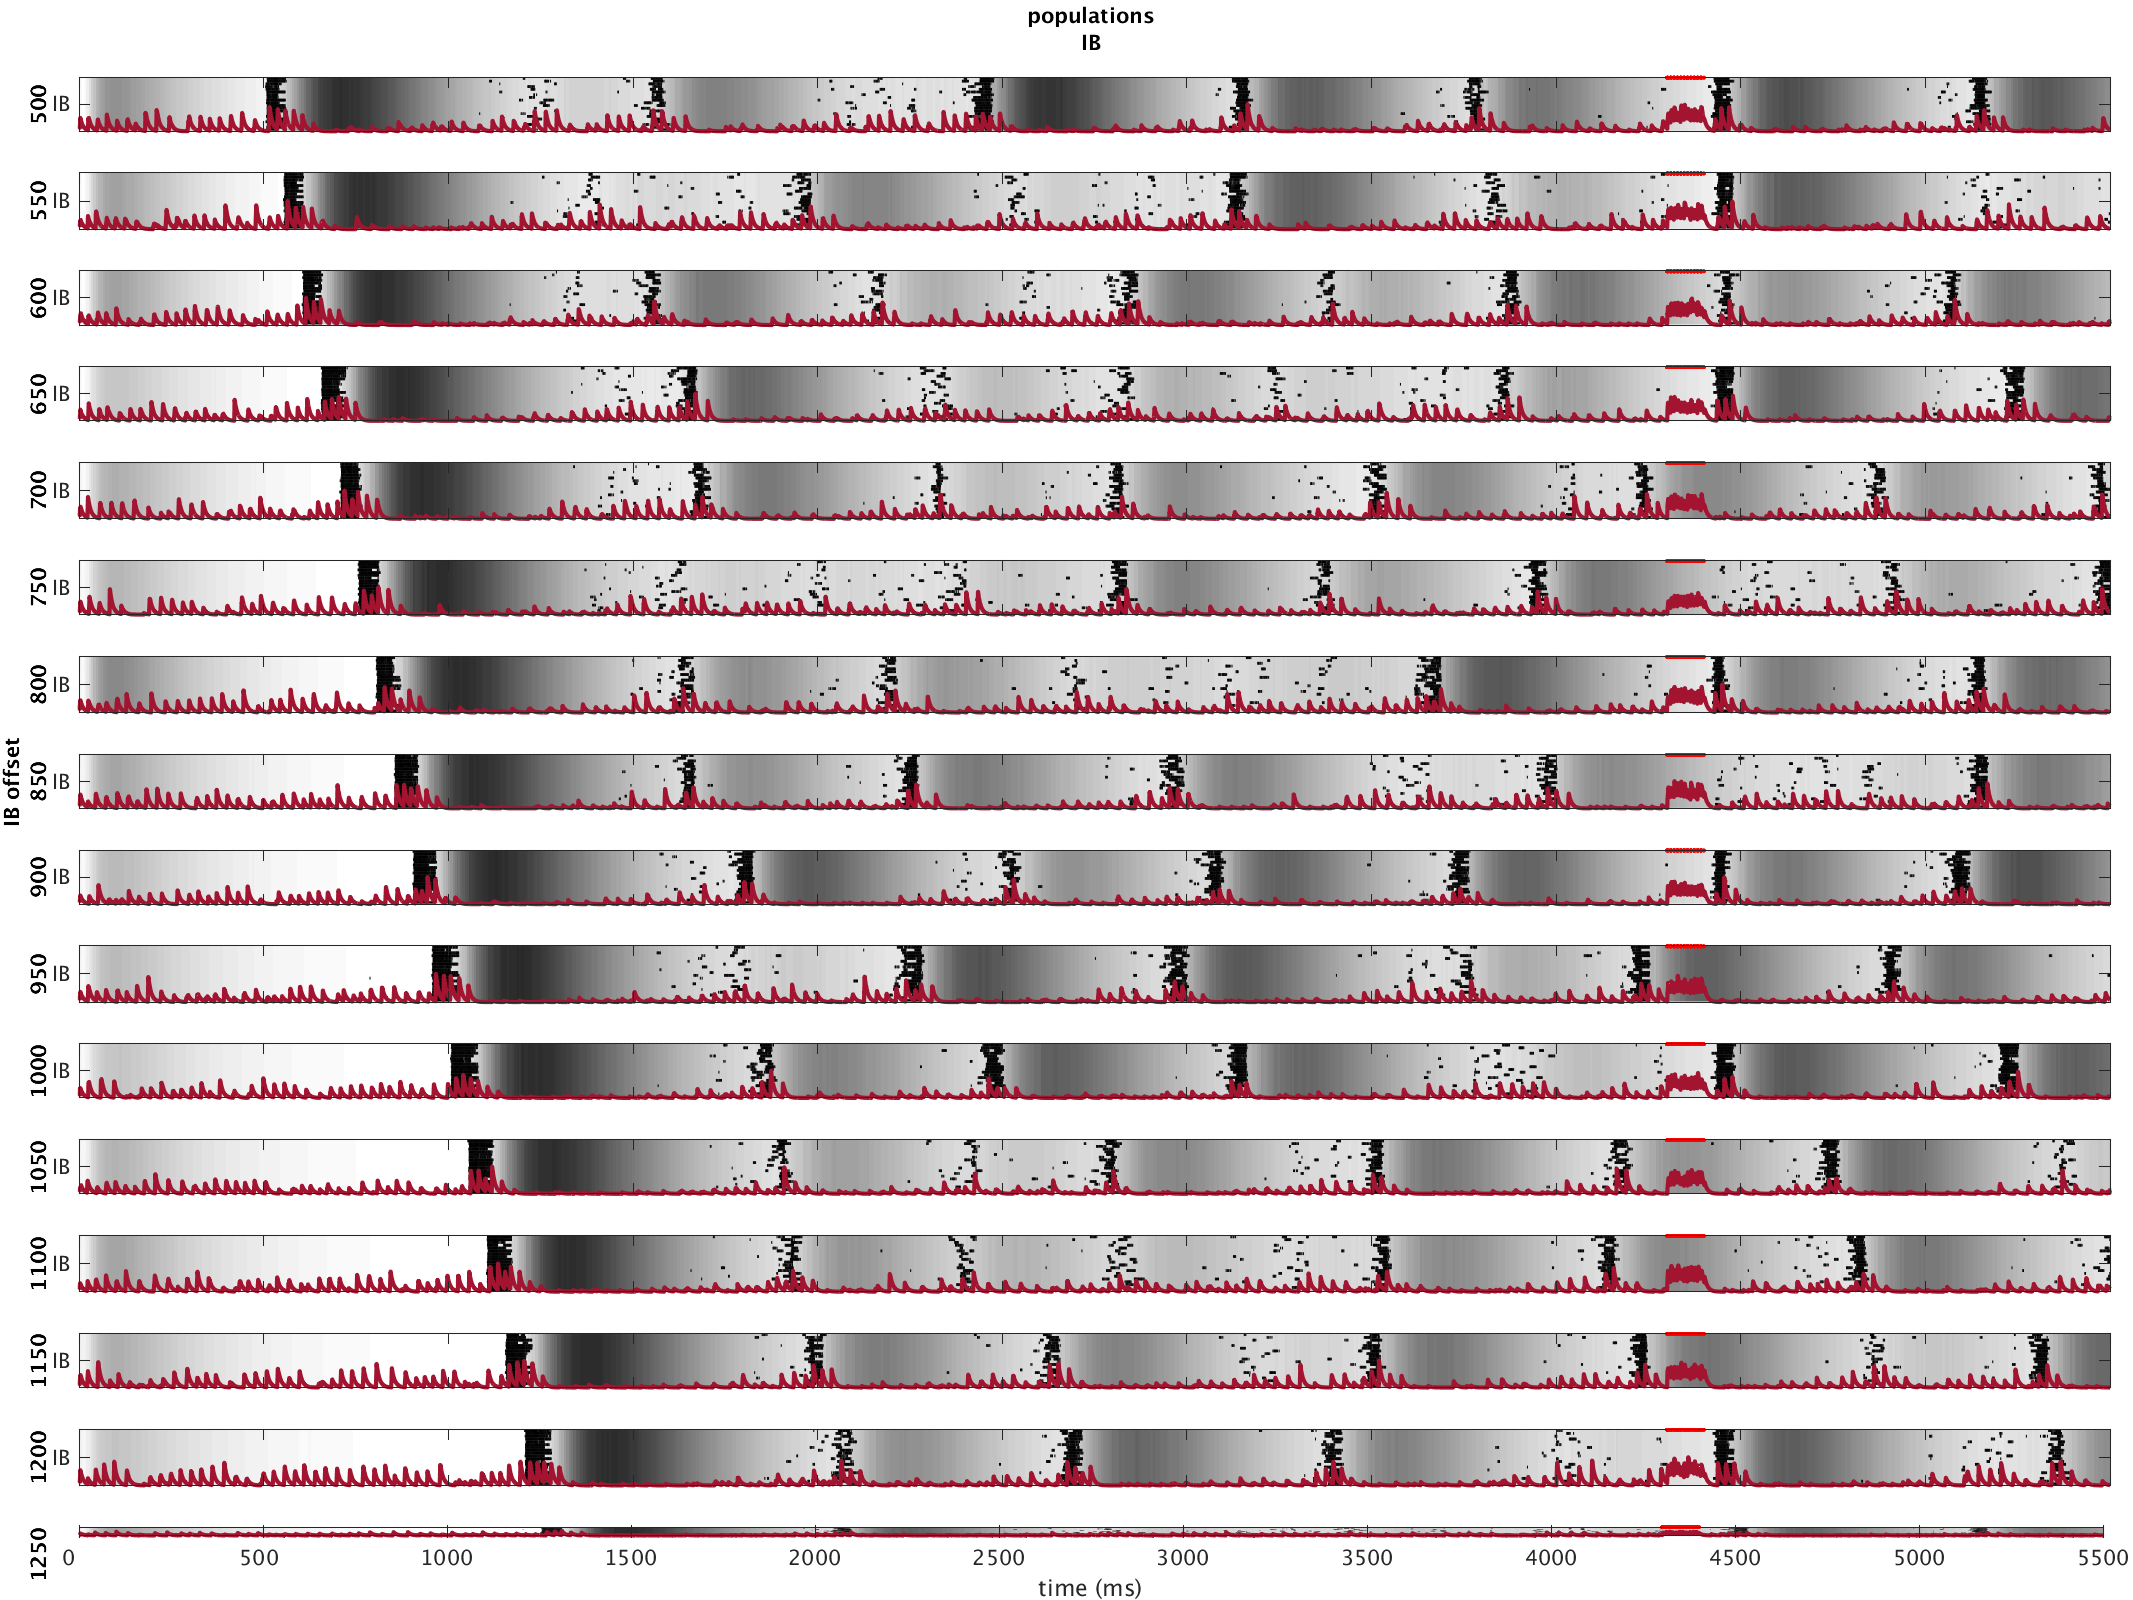 populations
IB
500 IB
550 IB
600 IB
650 IB
700 IB
750 IB
800 IB
850 IB
900 IB
950 IB
1000 IB
1050 IB
1100 IB
1150 IB
1200 IB
1250
IB offset
0 500 1000 1500 2000 2500 3000 3500 4000 4500 5000 5500
time (ms)